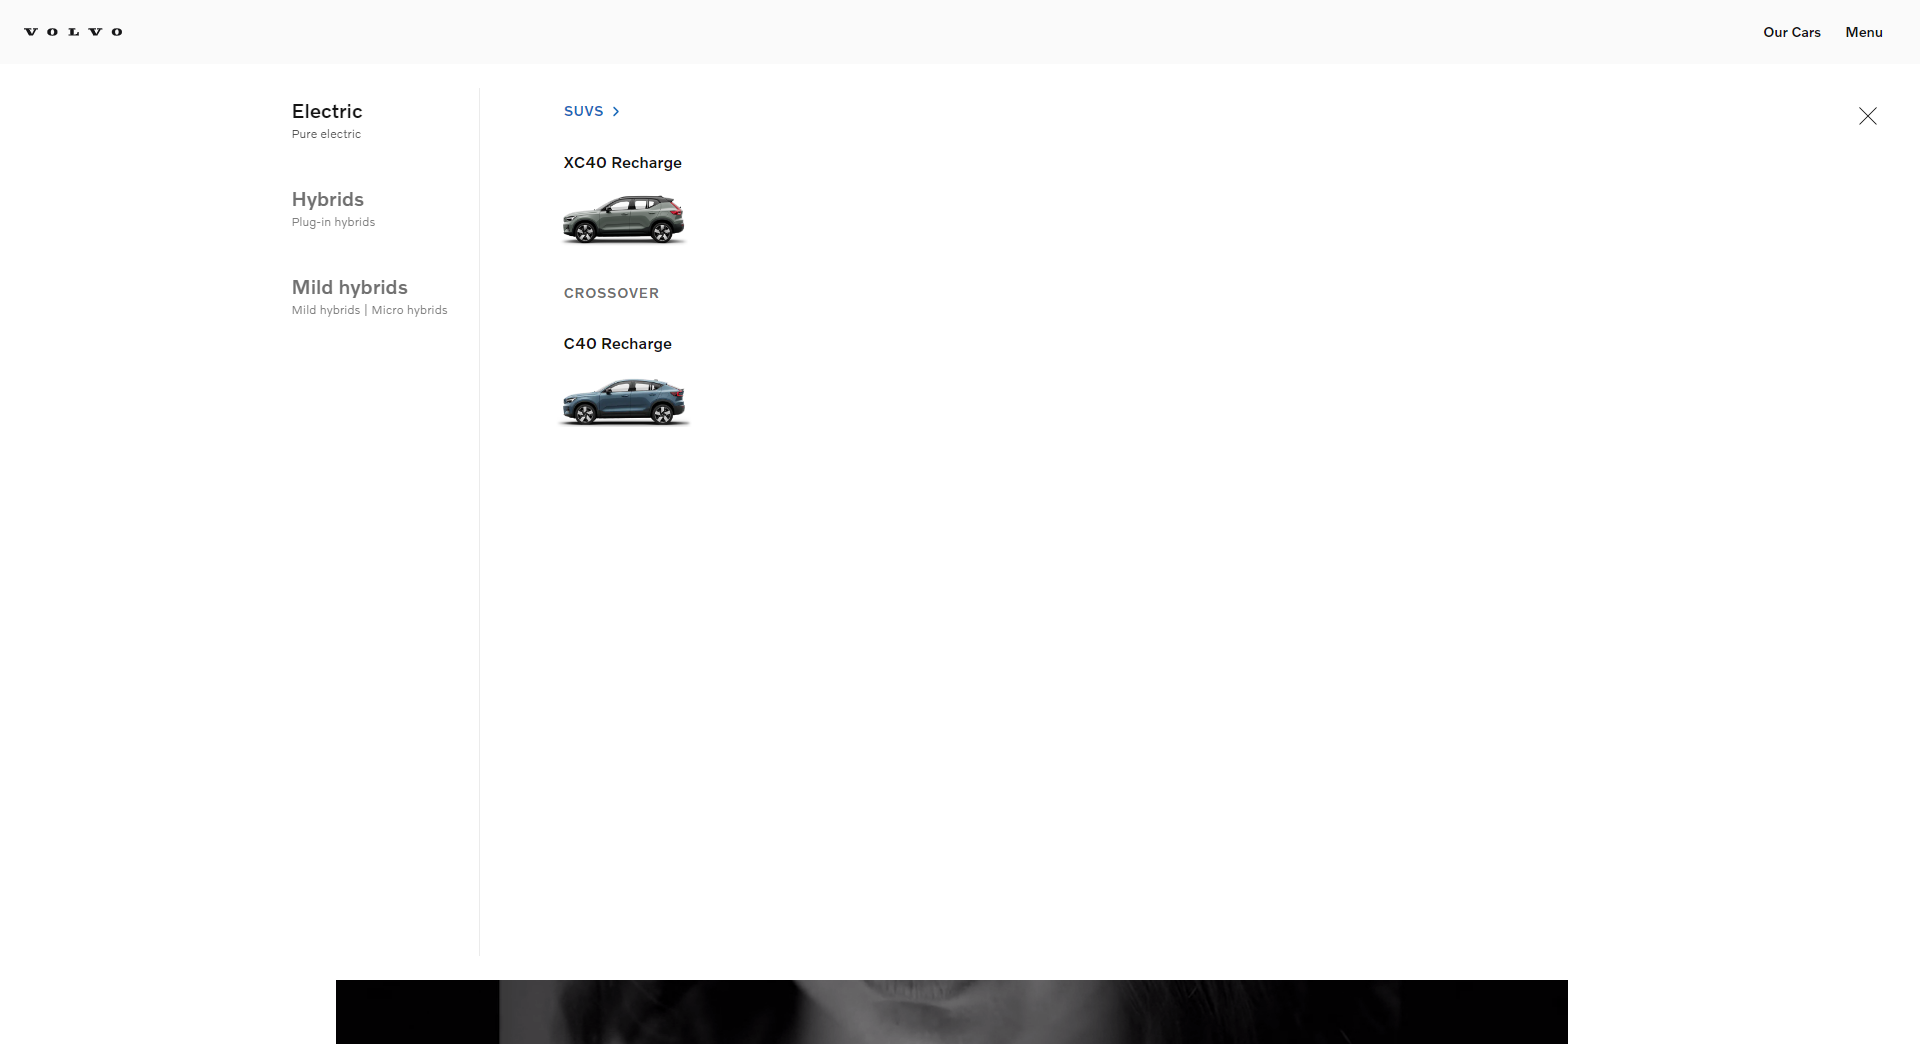 VOLVO
Our Cars
Menu
Electric
Pure electric
Hybrids
Plug-in hybrids
Mild hybrids
Mild hybrids | Micro hybrids
SUVS
XC40 Recharge
CROSSOVER
C40 Recharge